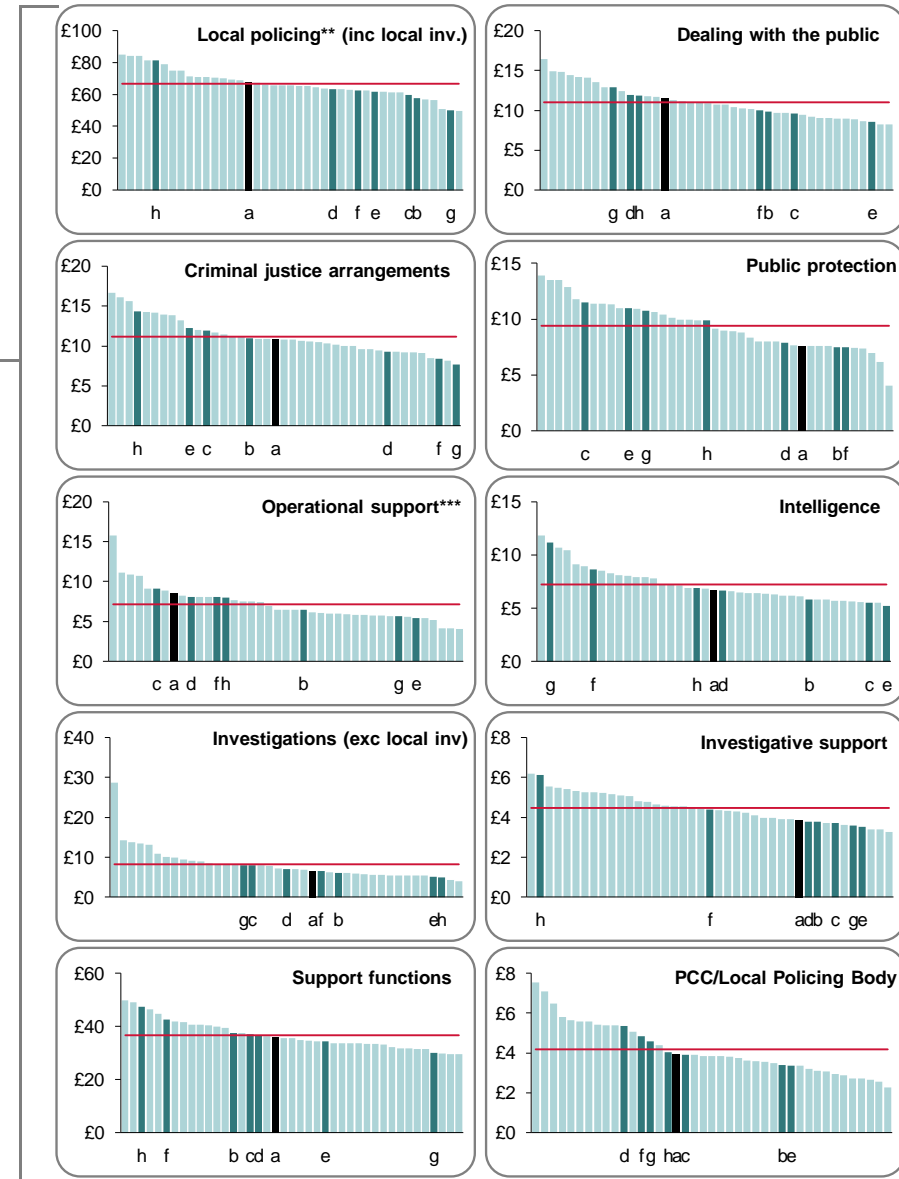 Local policing** (inc local inv.)
£100
£80
£60
£40
£20
£0
h a d f e cb g
Dealing with the public
£20
£15
£10
£5
£0
g dh a fb c e
Criminal justice arrangements
£20
£15
£10
£5
£0
h e c b a d f g
Public protection
£15
£10
£5
£0
c e g h d a bf
Operational support***
£20
£15
£10
£5
£0
c a d fh b g e
Intelligence
£15
£10
£5
£0
g f h ad b c e
Investigations (exc local inv)
£40
£30
£20
£10
£0
gc d af b eh
Investigative support
£8
£6
£4
£2
£0
h f adb c ge
Support functions
£60
£40
£20
£0
h f b cd a e g
PCC/Local Policing Body
£8
£6
£4
£2
£0
d fg hac be